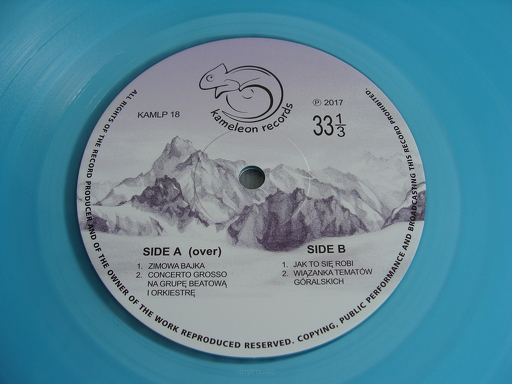 kameleon records
KAMLP 18
℗ 2017
33 1/3
SIDE A (over)
1. ZIMOWA BAJKA
2. CONCERTO GROSSO
NA GRUPĘ BEATOWĄ
I ORKIESTRĘ
SIDE B
1. JAK TO SIĘ ROBI
2. WIĄZANKA TEMATÓW
GÓRALSKICH
ALL RIGHTS OF THE RECORD PRODUCER AND OF THE OWNER OF THE WORK REPRODUCED RESERVED. COPYING, PUBLIC PERFORMANCE AND BROADCASTING THIS RECORD PROHIBITED.